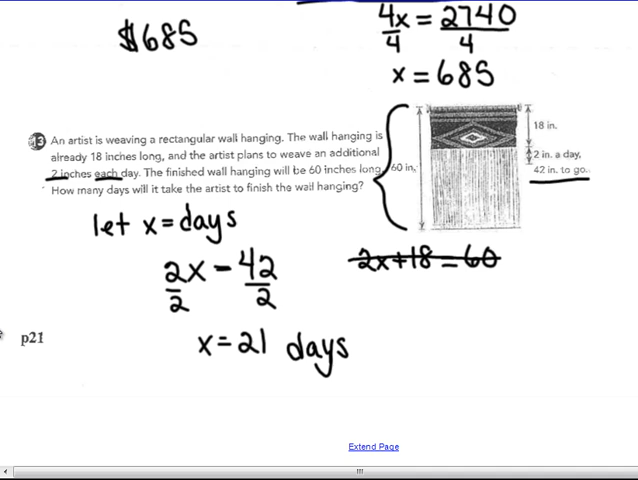 4x = 2740
4 4
$685
x = 685
13 An artist is weaving a rectangular wall hanging. The wall hanging is
already 18 inches long, and the artist plans to weave an additional
2 inches each day. The finished wall hanging will be 60 inches long.
How many days will it take the artist to finish the wall hanging?
60 in.
18 in.
2 in. a day,
42 in. to go.
let x = days
2x + 18 = 60
2x - 42
2 2
x = 21 days
p21
Extend Page